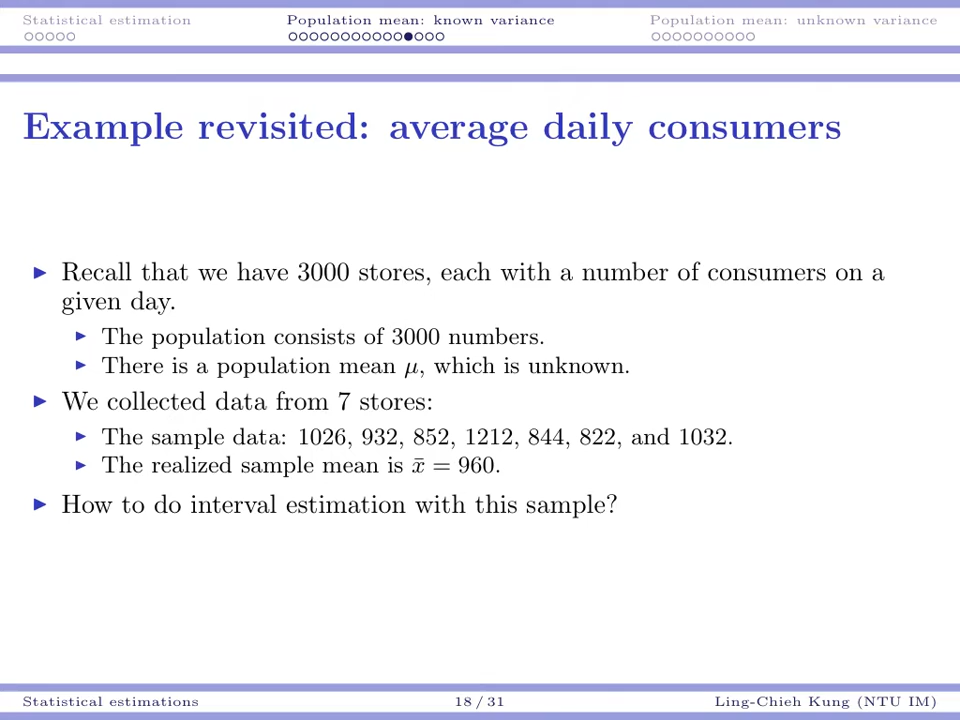 Statistical estimation
Population mean: known variance
Population mean: unknown variance
Example revisited: average daily consumers
Recall that we have 3000 stores, each with a number of consumers on a
given day.
The population consists of 3000 numbers.
There is a population mean μ, which is unknown.
We collected data from 7 stores:
The sample data: 1026, 932, 852, 1212, 844, 822, and 1032.
The realized sample mean is x̄ = 960.
How to do interval estimation with this sample?
Statistical estimations
18 / 31
Ling-Chieh Kung (NTU IM)